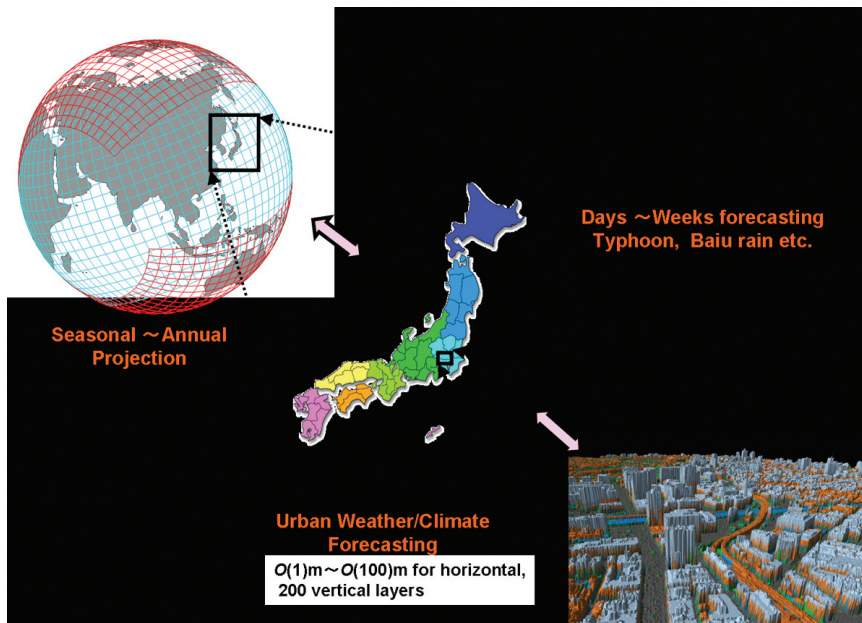 Days ～Weeks forecasting
Typhoon, Baiu rain etc.
Seasonal ～Annual
Projection
Urban Weather/Climate
Forecasting
O(1)m～O(100)m for horizontal,
200 vertical layers